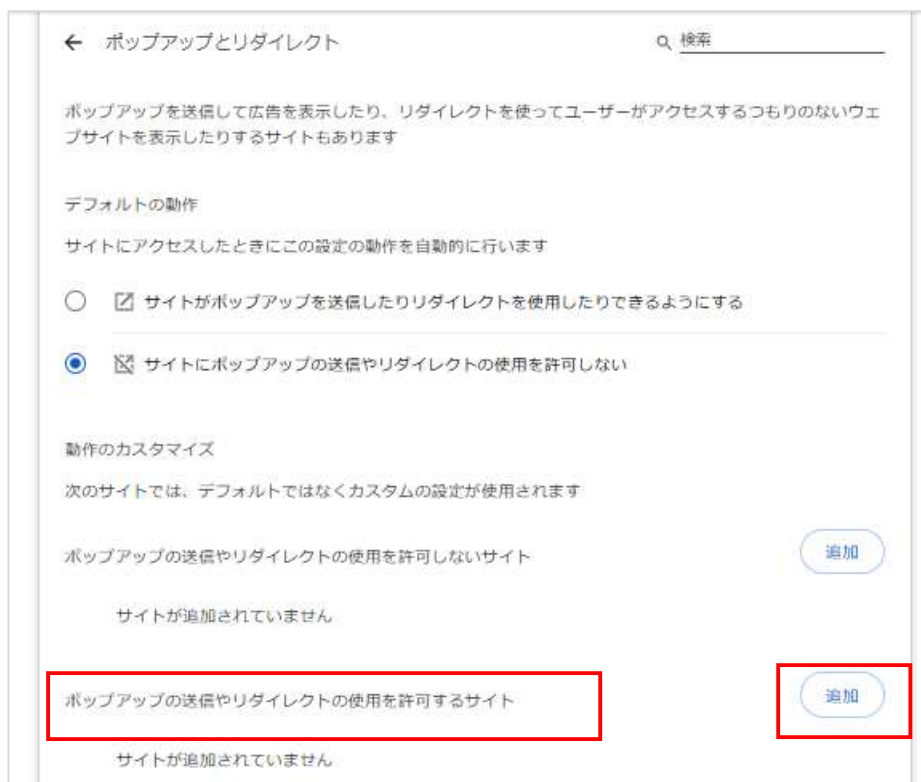 ポップアップとリダイレクト
検索
ポップアップを送信して広告を表示したり、リダイレクトを使ってユーザーがアクセスするつもりのないウェ
ブサイトを表示したりするサイトもあります
デフォルトの動作
サイトにアクセスしたときにこの設定の動作を自動的に行います
サイトがポップアップを送信したりリダイレクトを使用したりできるようにする
サイトにポップアップの送信やリダイレクトの使用を許可しない
動作のカスタマイズ
次のサイトでは、デフォルトではなくカスタムの設定が使用されます
ポップアップの送信やリダイレクトの使用を許可しないサイト
追加
サイトが追加されていません
ポップアップの送信やリダイレクトの使用を許可するサイト
追加
サイトが追加されていません